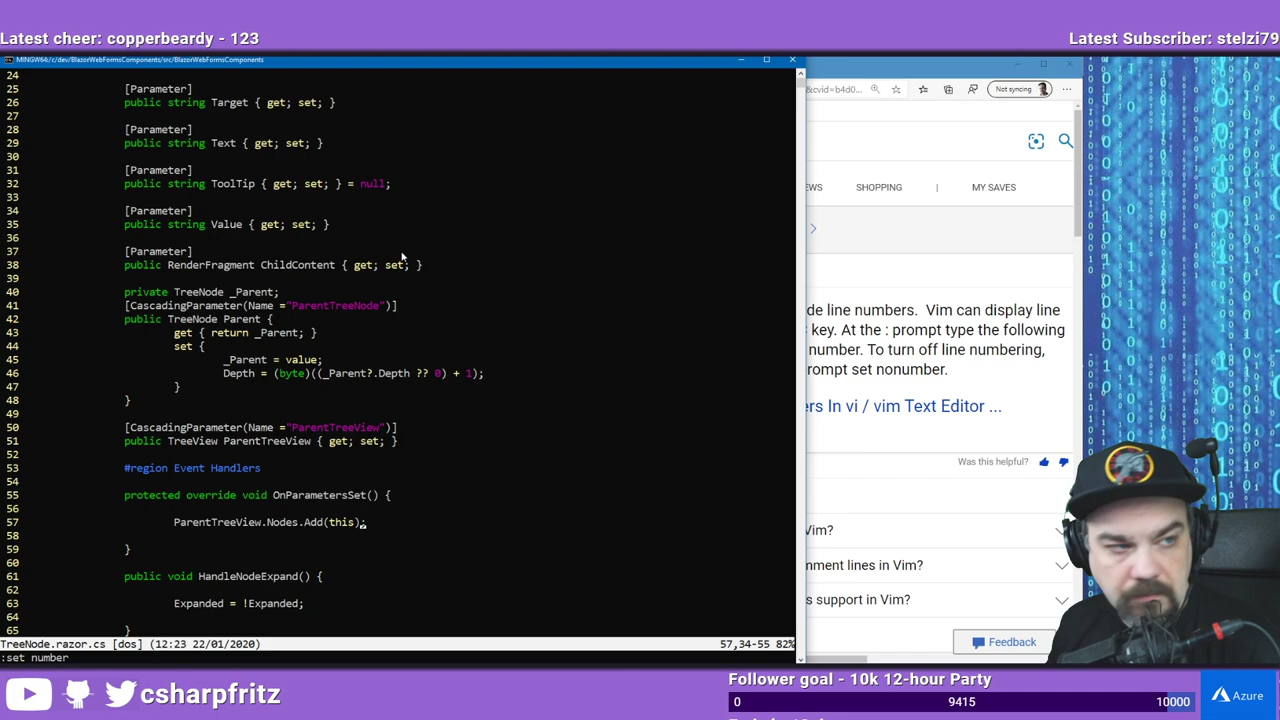 Latest cheer: copperbeardy - 123
Latest Subscriber: stelzi79
MINGW64:/c/dev/BlazorWebFormsComponents/src/BlazorWebFormsComponents
24
25 [Parameter]
26 public string Target { get; set; }
27
28 [Parameter]
29 public string Text { get; set; }
30
31 [Parameter]
32 public string ToolTip { get; set; } = null;
33
34 [Parameter]
35 public string Value { get; set; }
36
37 [Parameter]
38 public RenderFragment ChildContent { get; set; }
39
40 private TreeNode _Parent;
41 [CascadingParameter(Name ="ParentTreeNode")]
42 public TreeNode Parent {
43 get { return _Parent; }
44 set {
45 _Parent = value;
46 Depth = (byte)((_Parent?.Depth ?? 0) + 1);
47 }
48 }
49
50 [CascadingParameter(Name ="ParentTreeView")]
51 public TreeView ParentTreeView { get; set; }
52
53 #region Event Handlers
54
55 protected override void OnParametersSet() {
56
57 ParentTreeView.Nodes.Add(this);
58
59 }
60
61 public void HandleNodeExpand() {
62
63 Expanded = !Expanded;
64
65 }
TreeNode.razor.cs [dos] (12:23 22/01/2020) 57,34-55 82%
:set number
&cvid=b4d0...
Not syncing
EWS SHOPPING | MY SAVES
de line numbers. Vim can display line
key. At the : prompt type the following
number. To turn off line numbering,
rompt set nonumber.
ers In vi / vim Text Editor ...
Was this helpful?
Vim?
mment lines in Vim?
s support in Vim?
Feedback
csharpfritz
Follower goal - 10k 12-hour Party
0 9415 10000
Azure